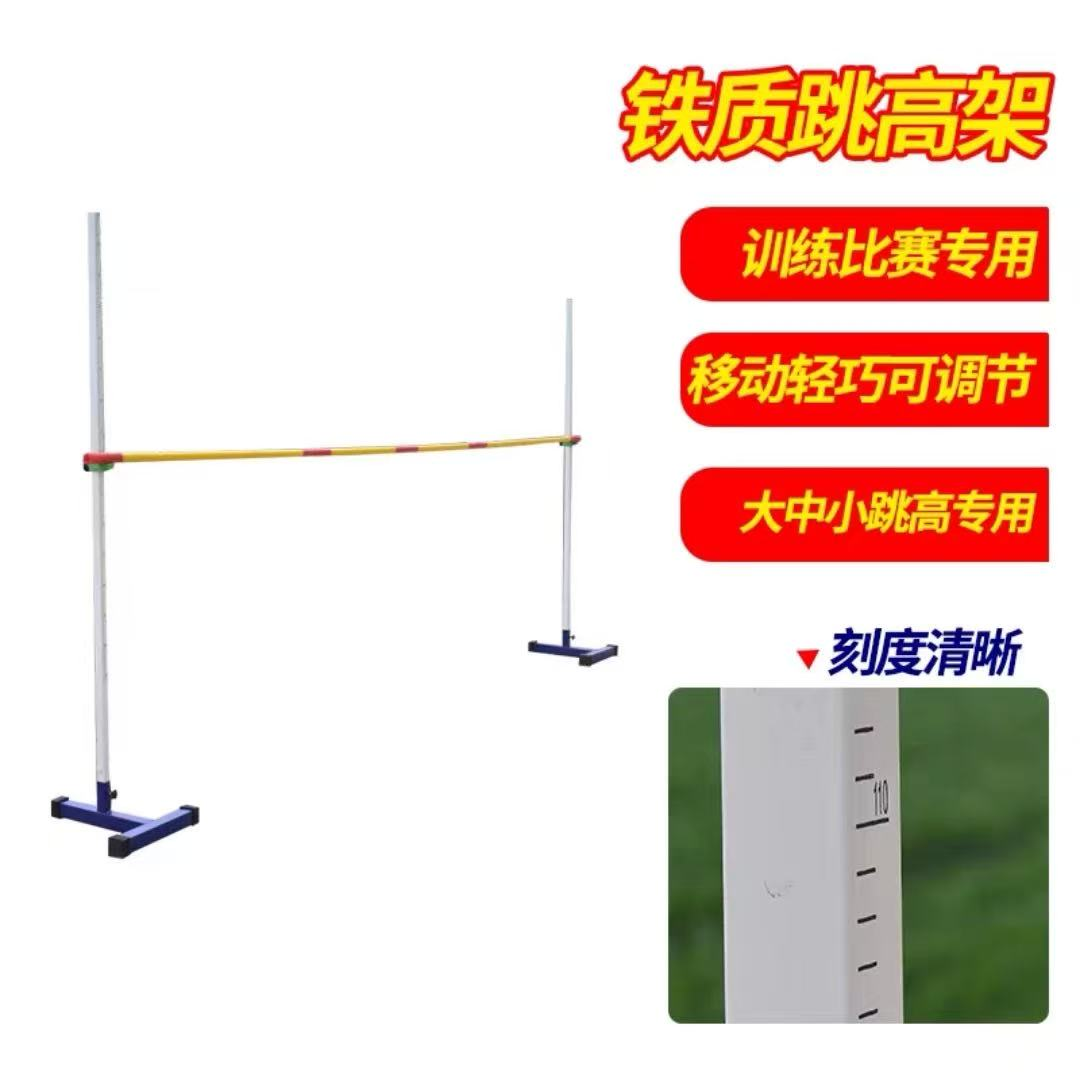 铁质跳高架
训练比赛专用
移动轻巧可调节
大中小跳高专用
刻度清晰
110